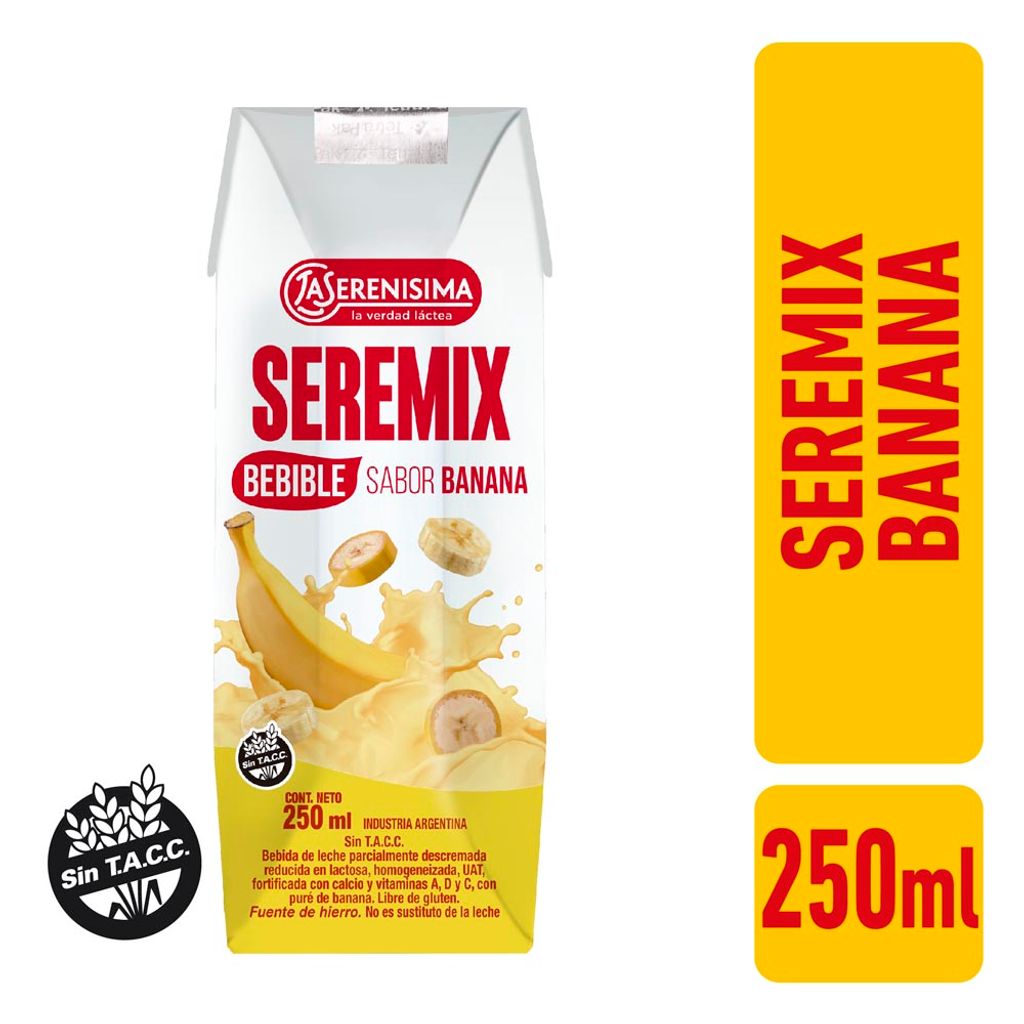 Tetra Pak
LA SERENISIMA
la verdad láctea
SEREMIX
BEBIBLE SABOR BANANA
Sin T.A.C.C.
CONT. NETO
250 ml INDUSTRIA ARGENTINA
Sin T.A.C.C.
Bebida de leche parcialmente descremada
reducida en lactosa, homogeneizada, UAT,
fortificada con calcio y vitaminas A, D y C, con
puré de banana. Libre de gluten.
Fuente de hierro. No es sustituto de la leche
Sin T.A.C.C.
SEREMIX
BANANA
250ml